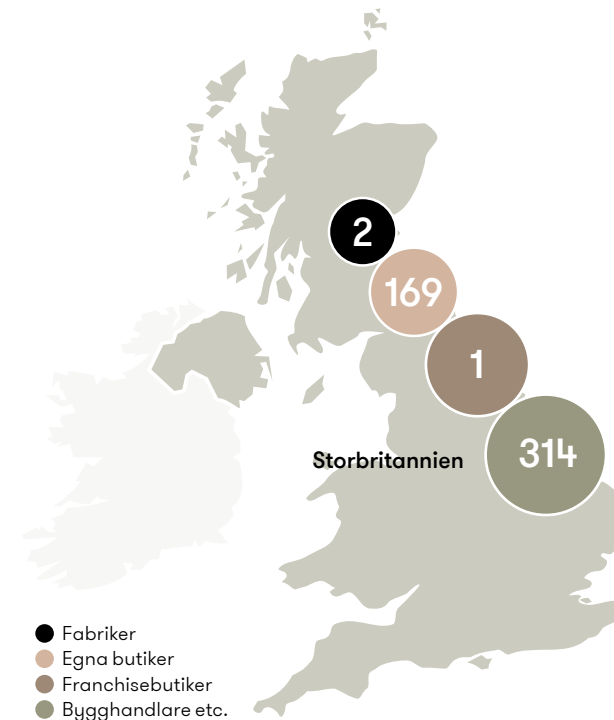 2
169
1
314
Storbritannien
Fabriker
Egna butiker
Franchisebutiker
Bygghandlare etc.